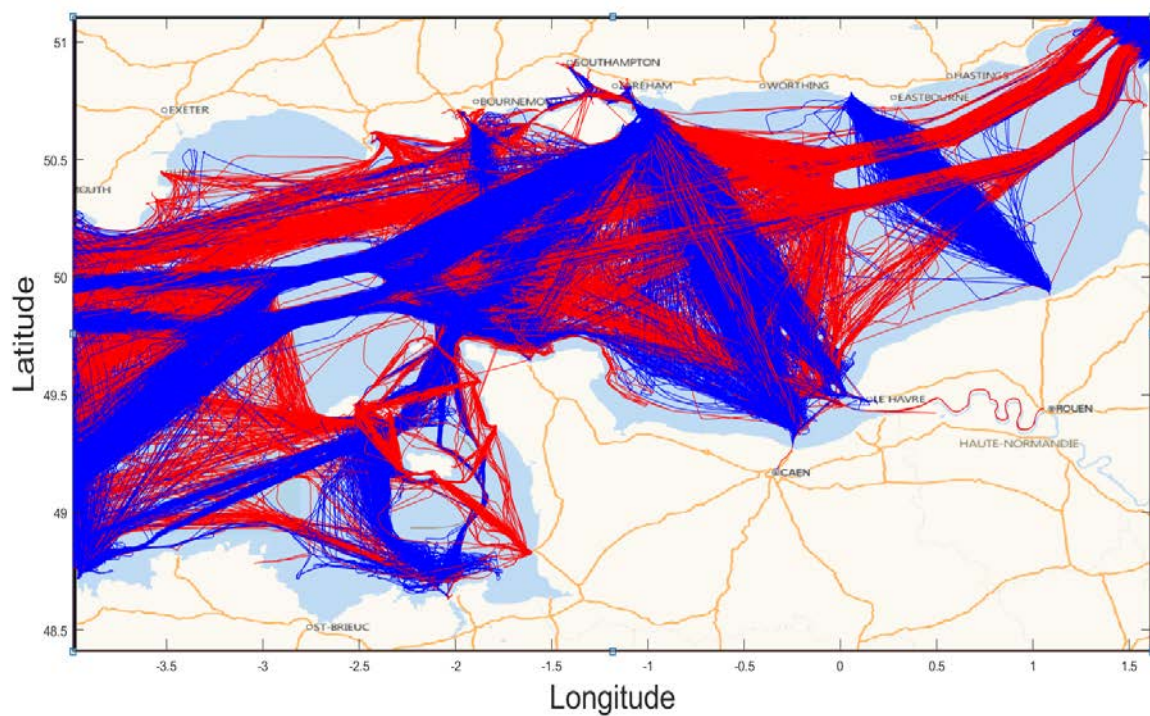 51
SOUTHAMPTON
HASTINGS
REHAM
WORTHING
EASTBOURNE
BOURNEMO
EXETER
50.5
MOUTH
50
Latitude
49.5
LE HAVRE
ROUEN
HAUTE-NORMANDIE
CAEN
49
48.5
ST-BRIEUC
-3.5 -3 -2.5 -2 -1.5 -1 -0.5 0 0.5 1 1.5
Longitude